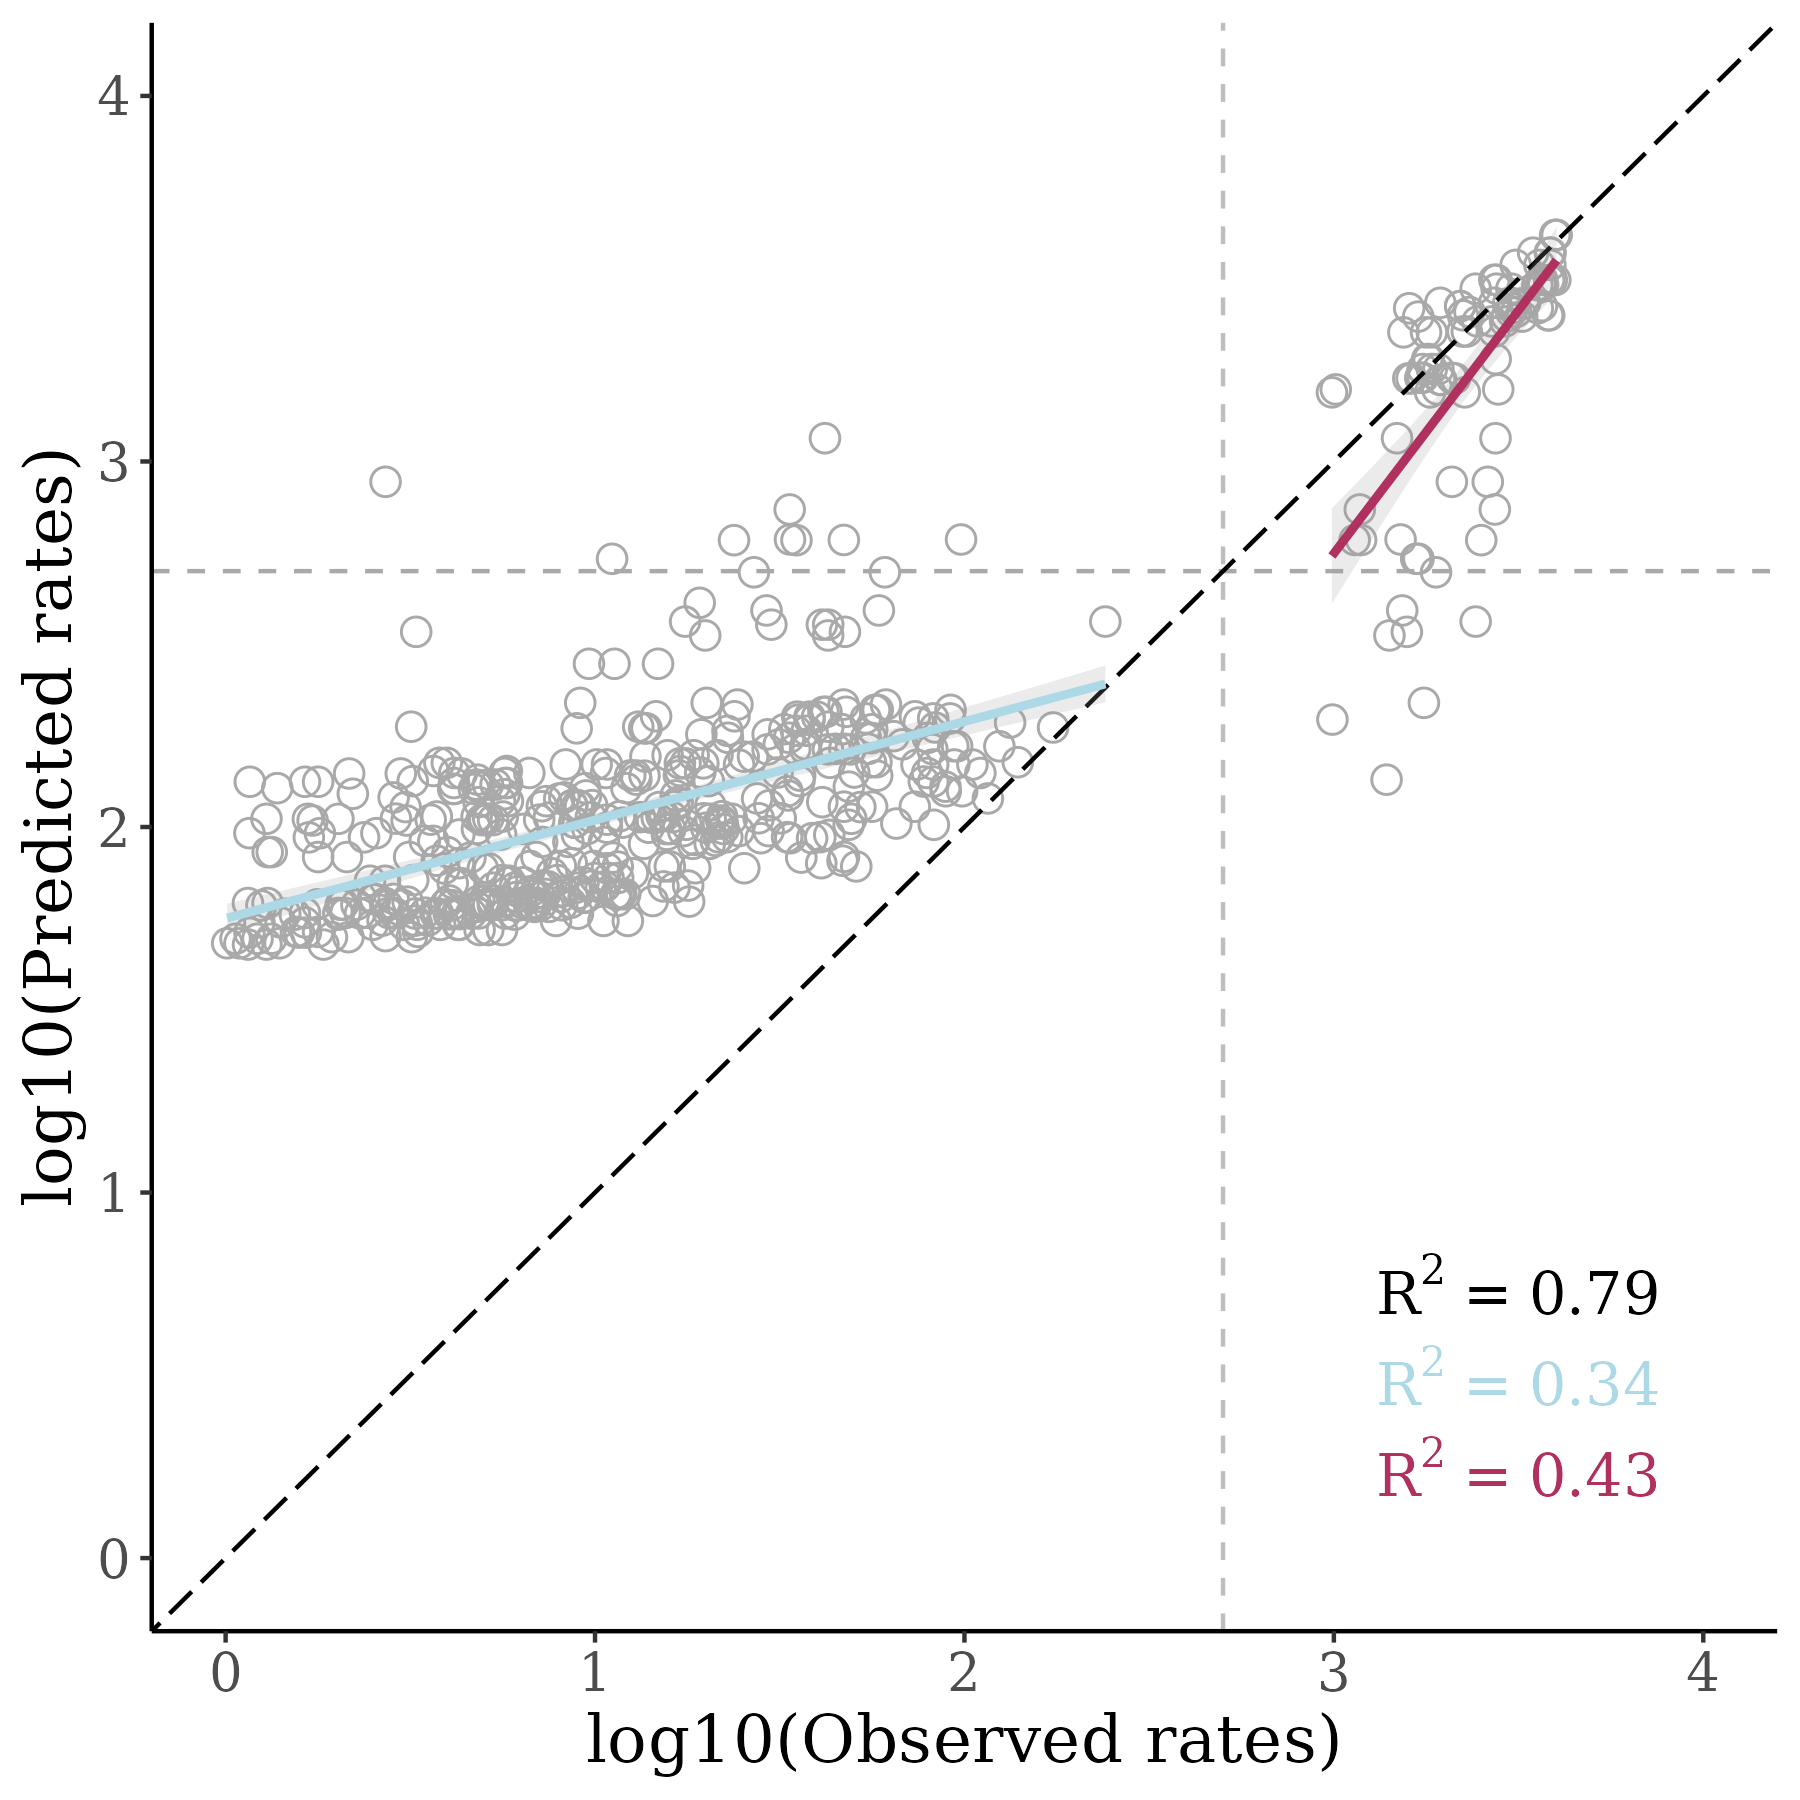 log10(Predicted rates)
4
3
2
1
0
R² = 0.79
R² = 0.34
R² = 0.43
0 1 2 3 4
log10(Observed rates)